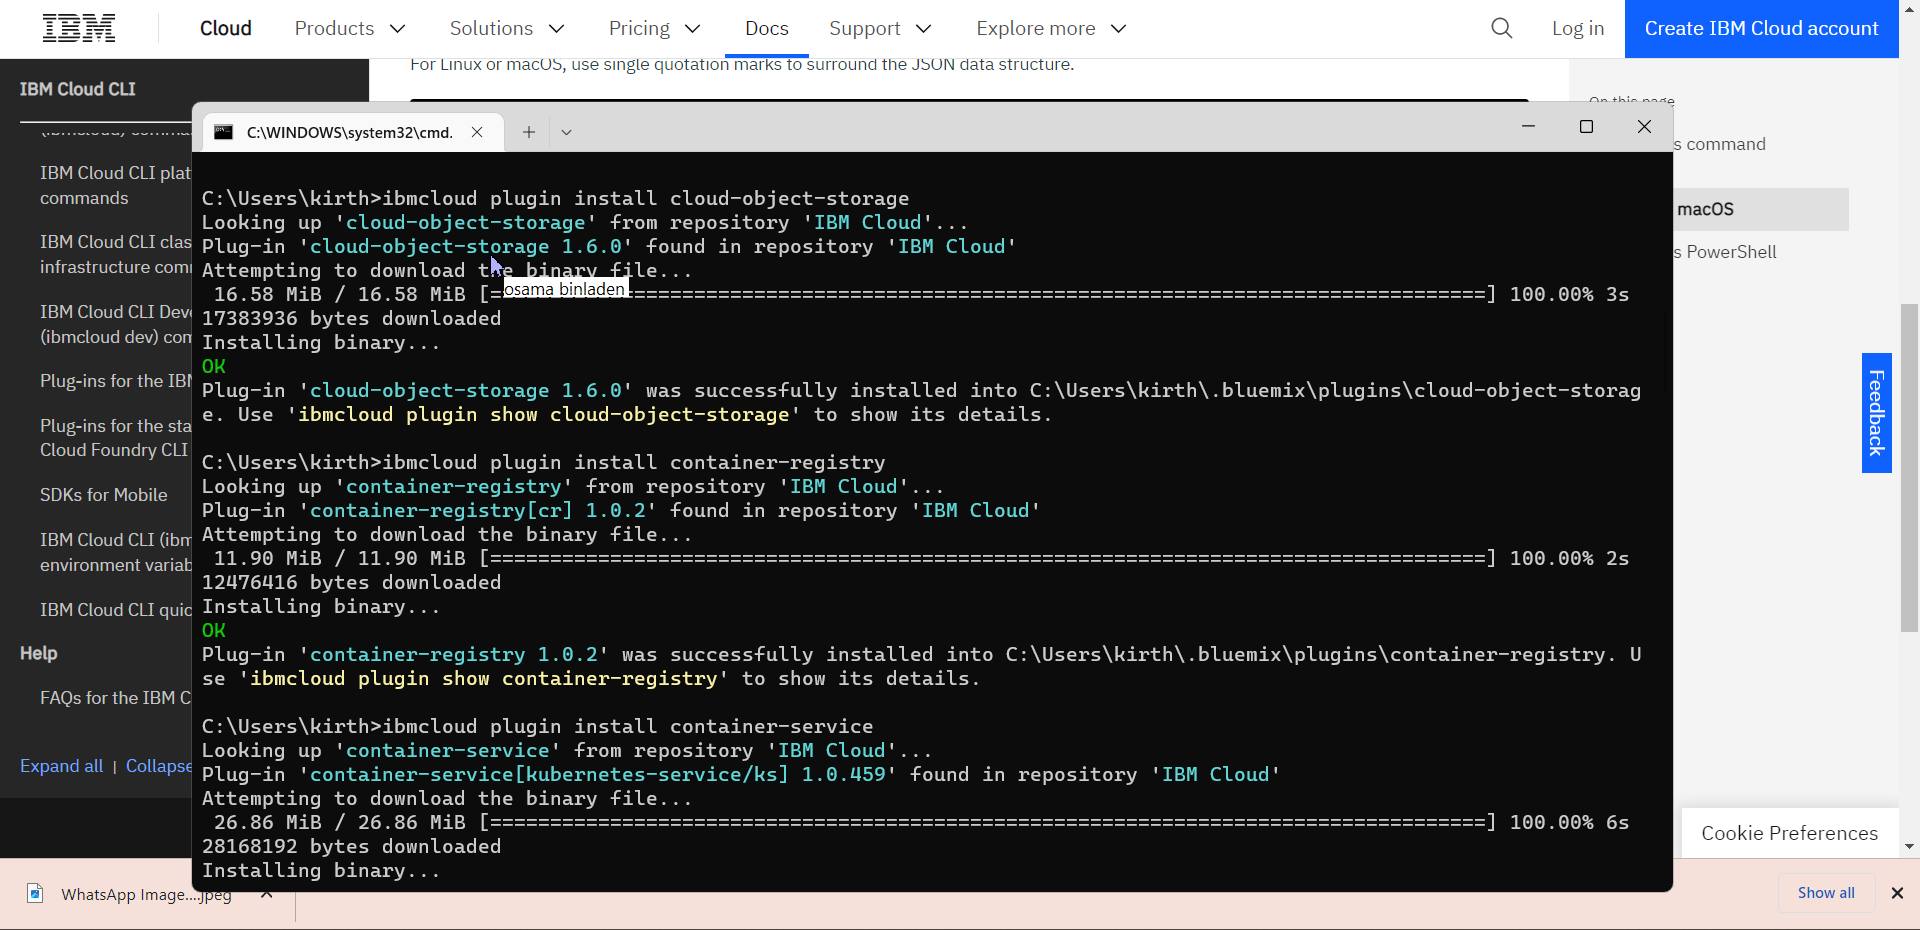 IBM
Cloud
Products
Solutions
Pricing
Docs
Support
Explore more
Log in
Create IBM Cloud account
For Linux or macOS, use single quotation marks to surround the JSON data structure.
IBM Cloud CLI
On this page
C:\WINDOWS\system32\cmd.
s command
macOS
s PowerShell
IBM Cloud CLI plat
commands
IBM Cloud CLI clas
infrastructure com
IBM Cloud CLI Deve
(ibmcloud dev) com
Plug-ins for the IBM
Plug-ins for the sta
Cloud Foundry CLI
SDKs for Mobile
IBM Cloud CLI (ibm
environment variab
IBM Cloud CLI quic
Help
FAQs for the IBM C
Expand all | Collapse
C:\Users\kirth>ibmcloud plugin install cloud-object-storage
Looking up 'cloud-object-storage' from repository 'IBM Cloud'...
Plug-in 'cloud-object-storage 1.6.0' found in repository 'IBM Cloud'
Attempting to download the binary file...
osama binladen
16.58 MiB / 16.58 MiB [=====================================================================================] 100.00% 3s
17383936 bytes downloaded
Installing binary...
OK
Plug-in 'cloud-object-storage 1.6.0' was successfully installed into C:\Users\kirth\.bluemix\plugins\cloud-object-storag
e. Use 'ibmcloud plugin show cloud-object-storage' to show its details.
C:\Users\kirth>ibmcloud plugin install container-registry
Looking up 'container-registry' from repository 'IBM Cloud'...
Plug-in 'container-registry[cr] 1.0.2' found in repository 'IBM Cloud'
Attempting to download the binary file...
11.90 MiB / 11.90 MiB [=====================================================================================] 100.00% 2s
12476416 bytes downloaded
Installing binary...
OK
Plug-in 'container-registry 1.0.2' was successfully installed into C:\Users\kirth\.bluemix\plugins\container-registry. U
se 'ibmcloud plugin show container-registry' to show its details.
C:\Users\kirth>ibmcloud plugin install container-service
Looking up 'container-service' from repository 'IBM Cloud'...
Plug-in 'container-service[kubernetes-service/ks] 1.0.459' found in repository 'IBM Cloud'
Attempting to download the binary file...
26.86 MiB / 26.86 MiB [=====================================================================================] 100.00% 6s
28168192 bytes downloaded
Installing binary...
Feedback
Cookie Preferences
WhatsApp Image....jpeg
Show all